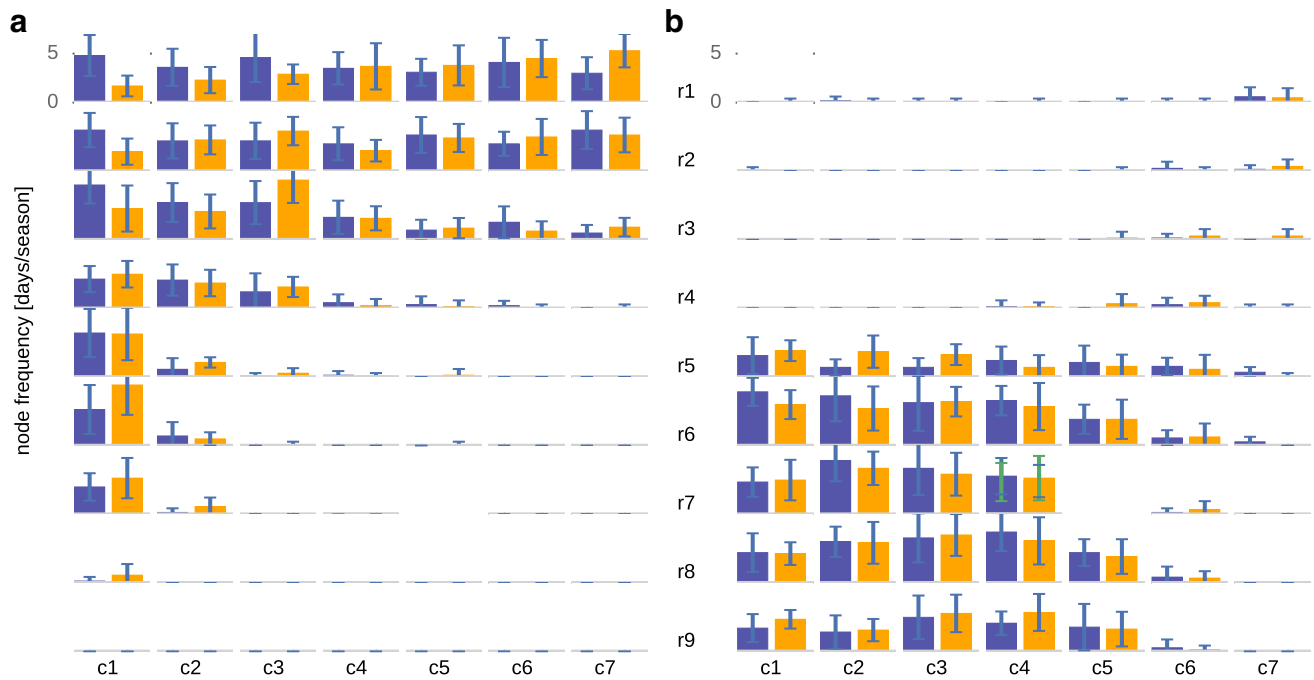 a
b
5
0
5
0
node frequency [days/season]
r1
r2
r3
r4
r5
r6
r7
r8
r9
c1 c2 c3 c4 c5 c6 c7
c1 c2 c3 c4 c5 c6 c7